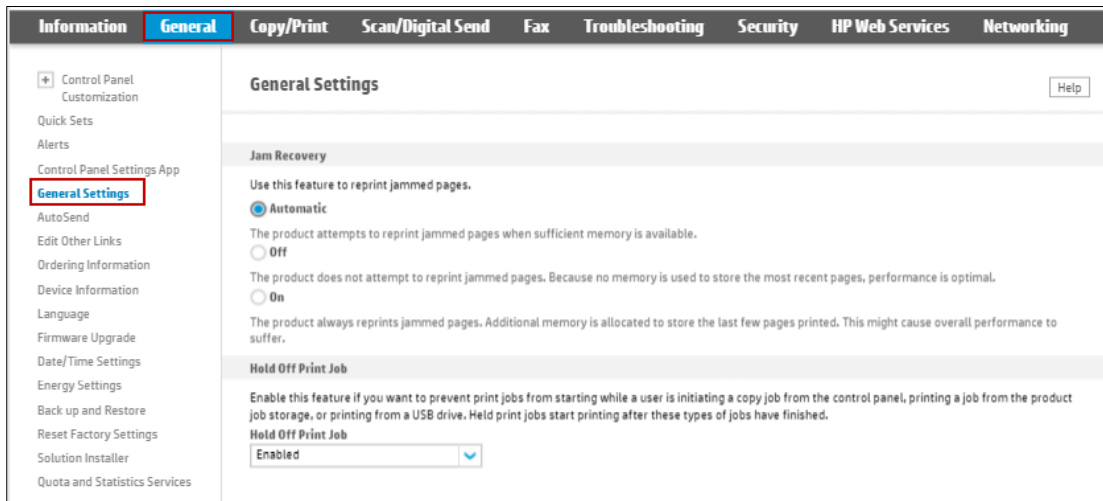 Information General Copy/Print Scan/Digital Send Fax Troubleshooting Security HP Web Services Networking
+ Control Panel
Customization
Quick Sets
Alerts
Control Panel Settings App
General Settings
AutoSend
Edit Other Links
Ordering Information
Device Information
Language
Firmware Upgrade
Date/Time Settings
Energy Settings
Back up and Restore
Reset Factory Settings
Solution Installer
Quota and Statistics Services
General Settings
Help
Jam Recovery
Use this feature to reprint jammed pages.
Automatic
The product attempts to reprint jammed pages when sufficient memory is available.
Off
The product does not attempt to reprint jammed pages. Because no memory is used to store the most recent pages, performance is optimal.
On
The product always reprints jammed pages. Additional memory is allocated to store the last few pages printed. This might cause overall performance to
suffer.
Hold Off Print Job
Enable this feature if you want to prevent print jobs from starting while a user is initiating a copy job from the control panel, printing a job from the product
job storage, or printing from a USB drive. Held print jobs start printing after these types of jobs have finished.
Hold Off Print Job
Enabled